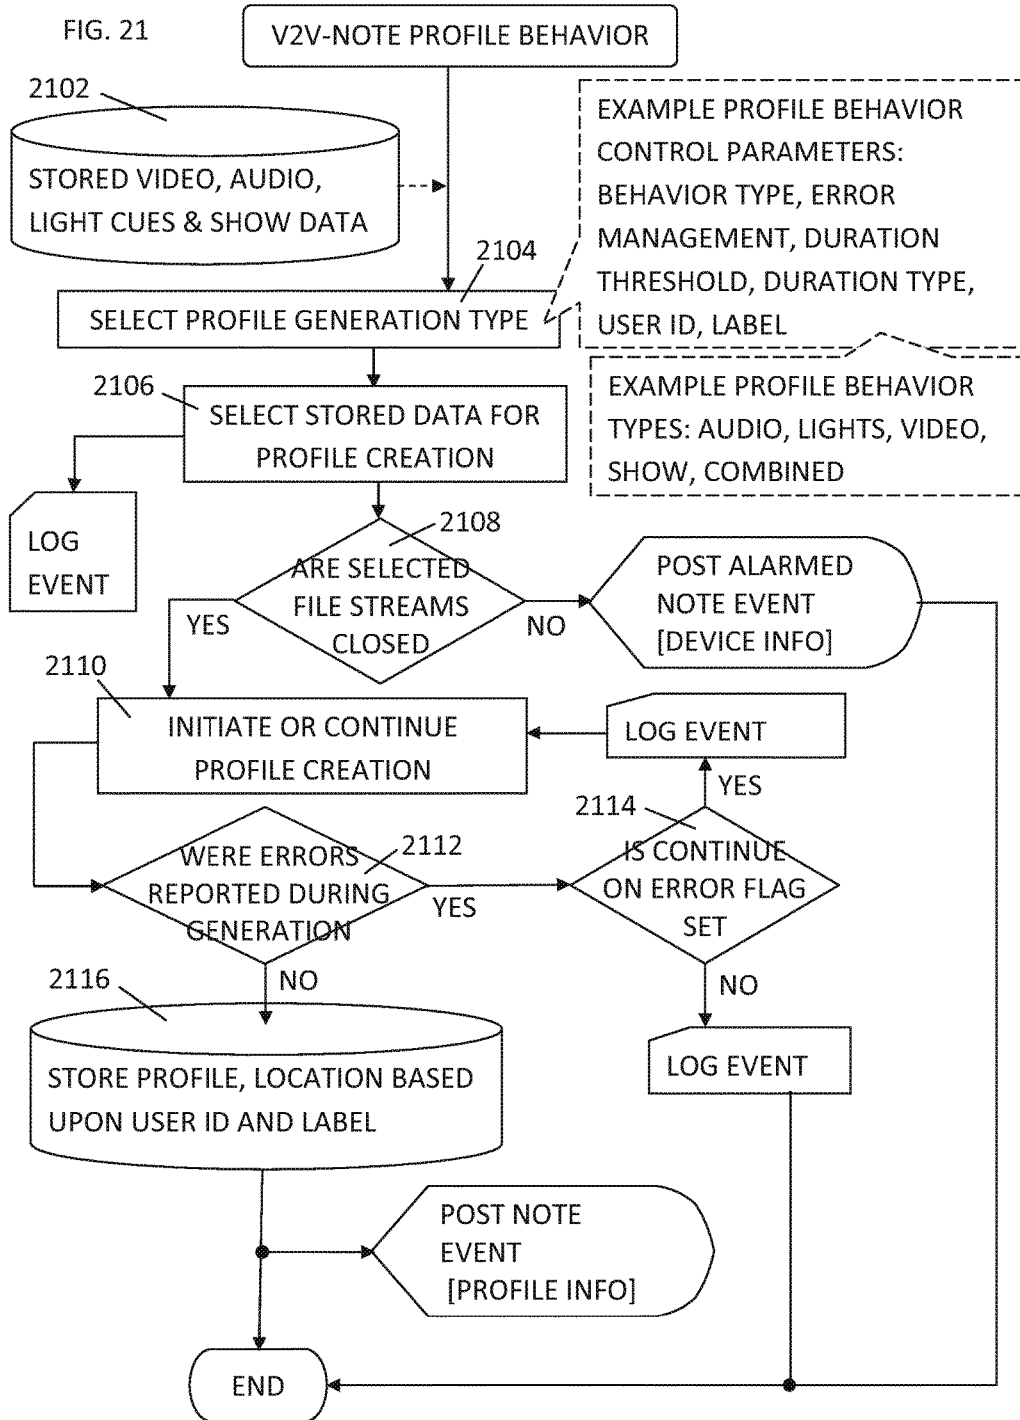 FIG. 21
V2V-NOTE PROFILE BEHAVIOR
2102
STORED VIDEO, AUDIO,
LIGHT CUES & SHOW DATA
EXAMPLE PROFILE BEHAVIOR
CONTROL PARAMETERS:
BEHAVIOR TYPE, ERROR
MANAGEMENT, DURATION
THRESHOLD, DURATION TYPE,
USER ID, LABEL
2104
SELECT PROFILE GENERATION TYPE
EXAMPLE PROFILE BEHAVIOR
TYPES: AUDIO, LIGHTS, VIDEO,
SHOW, COMBINED
2106
SELECT STORED DATA FOR
PROFILE CREATION
LOG
EVENT
2108
ARE SELECTED
FILE STREAMS
CLOSED
YES
NO
POST ALARMED
NOTE EVENT
[DEVICE INFO]
2110
INITIATE OR CONTINUE
PROFILE CREATION
LOG EVENT
YES
2112
WERE ERRORS
REPORTED DURING
GENERATION
YES
2114
IS CONTINUE
ON ERROR FLAG
SET
NO
NO
LOG EVENT
2116
STORE PROFILE, LOCATION BASED
UPON USER ID AND LABEL
POST NOTE
EVENT
[PROFILE INFO]
END